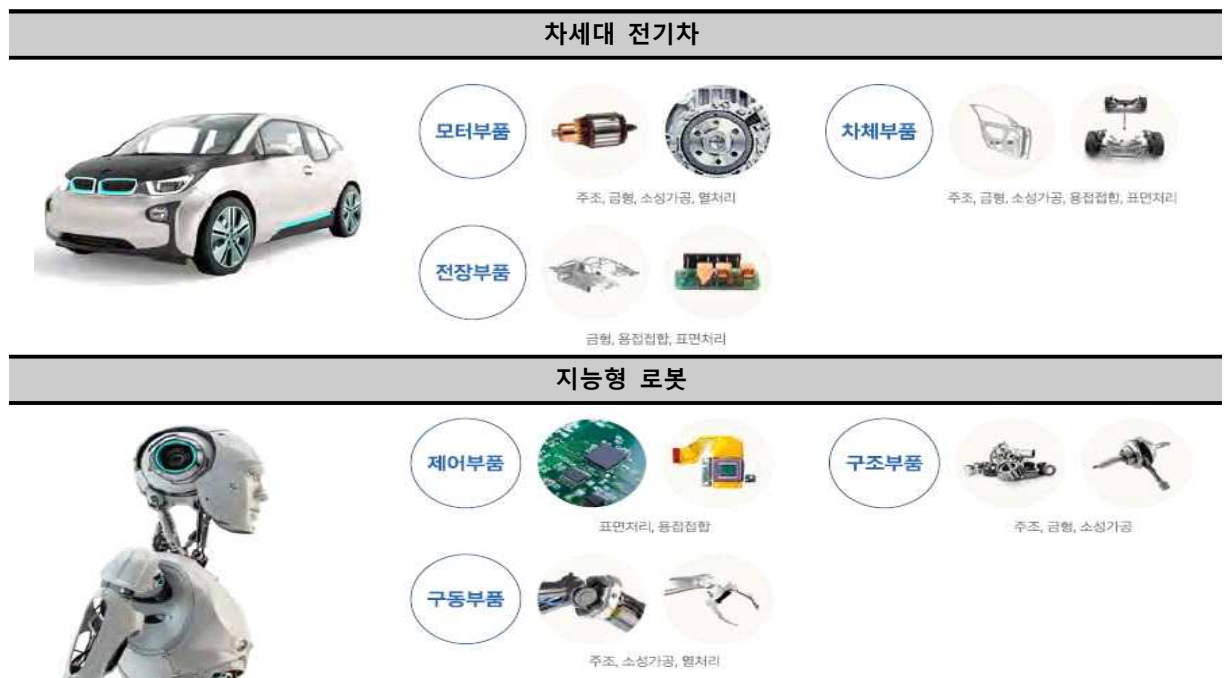 차세대 전기차
모터부품
주조, 금형, 소성가공, 열처리
차체부품
주조, 금형, 소성가공, 용접접합, 표면처리
전장부품
금형, 용접접합, 표면처리
지능형 로봇
제어부품
표면처리, 용접접합
구조부품
주조, 금형, 소성가공
구동부품
주조, 소성가공, 열처리